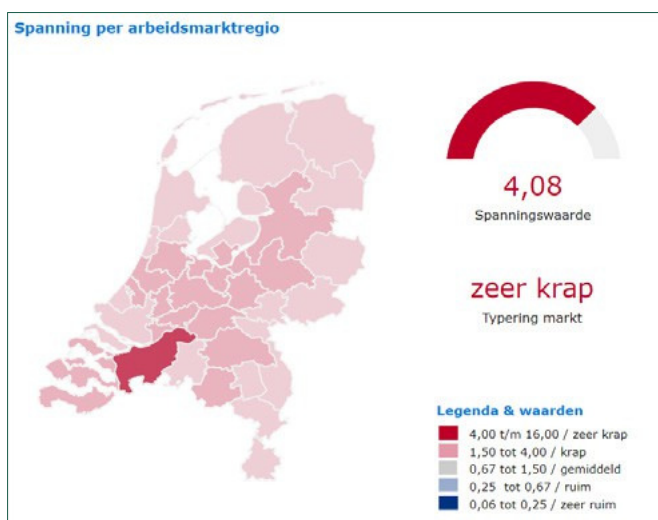 Spanning per arbeidsmarktregio
4,08
Spanningswaarde
zeer krap
Typering markt
Legenda & waarden
4,00 t/m 16,00 / zeer krap
1,50 tot 4,00 / krap
0,67 tot 1,50 / gemiddeld
0,25 tot 0,67 / ruim
0,06 tot 0,25 / zeer ruim